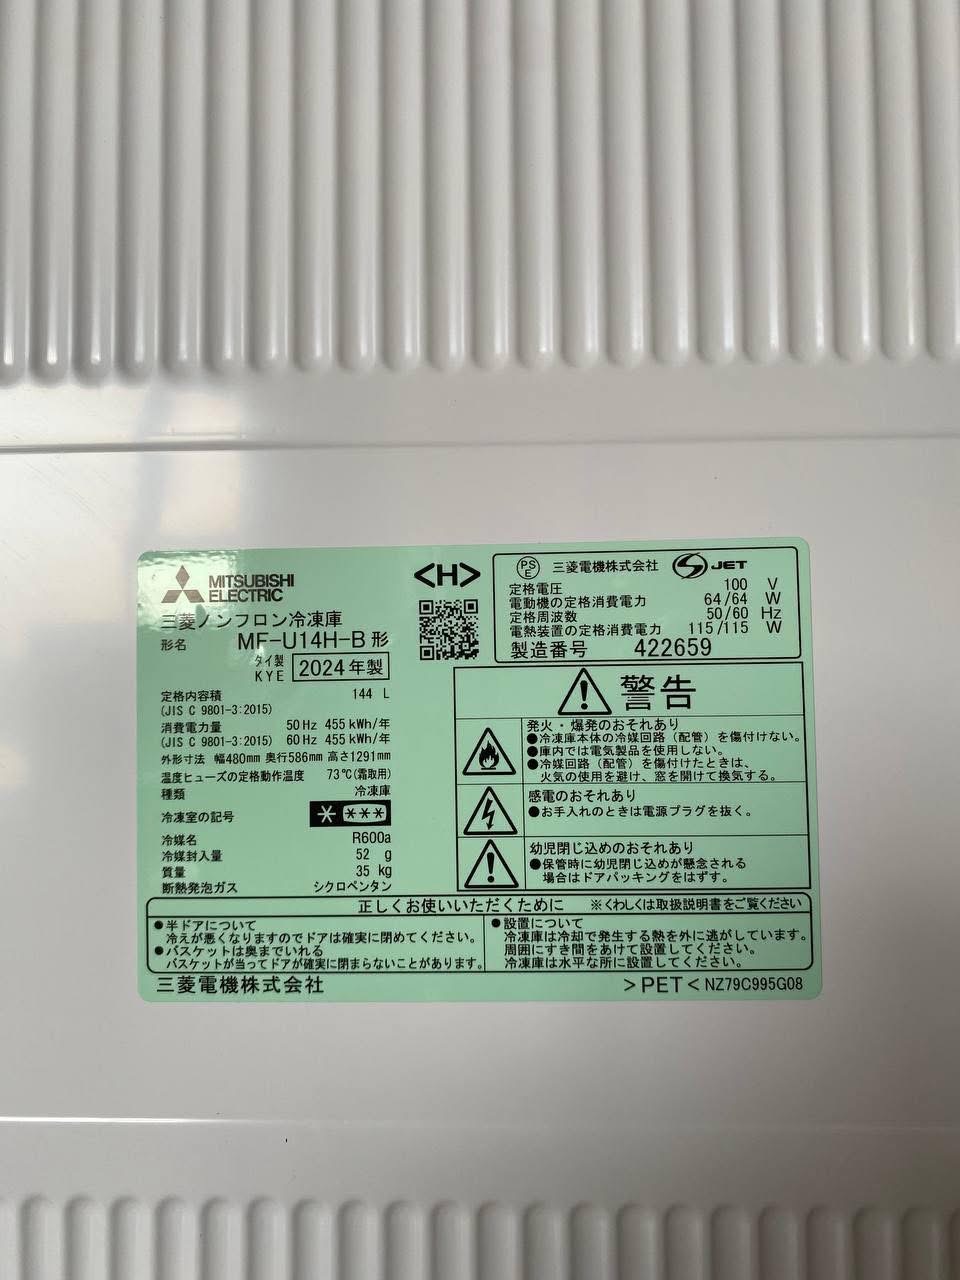 MITSUBISHI
ELECTRIC
三菱ノンフロン冷凍庫
形名 MF-U14H-B 形
タイ製
KYE 2024年製
<H>
PS
E
三菱電機株式会社 JET
定格電圧 100 V
電動機の定格消費電力 64/64 W
定格周波数 50/60 Hz
電熱装置の定格消費電力 115/115 W
製造番号 422659
定格内容積 144 L
(JIS C 9801-3:2015)
消費電力量 50Hz 455kWh/年
(JIS C 9801-3:2015) 60Hz 455kWh/年
外形寸法 幅480mm 奥行586mm 高さ1291mm
温度ヒューズの定格動作温度 73℃(霜取用)
種類 冷凍庫
冷凍室の記号
冷媒名 R600a
冷媒封入量 52 g
質量 35 kg
断熱発泡ガス シクロペンタン
警告
発火・爆発のおそれあり
●冷凍庫本体の冷媒回路(配管)を傷付けない。
●庫内では電気製品を使用しない。
●冷媒回路(配管)を傷付けたときは、
火気の使用を避け、窓を開けて換気する。
感電のおそれあり
●お手入れのときは電源プラグを抜く。
幼児閉じ込めのおそれあり
●保管時に幼児閉じ込めが懸念される
場合はドアパッキングをはずす。
正しくお使いいただくために ※くわしくは取扱説明書をご覧ください
●半ドアについて
冷えが悪くなりますのでドアは確実に閉めてください。
●バスケットは奥までいれる
バスケットが当ってドアが確実に閉まらないことがあります。
●設置について
冷凍庫は冷却で発生する熱を外に逃がしています。
周囲にすき間をあけて設置してください。
冷凍庫は水平な所に設置してください。
三菱電機株式会社 >PET< NZ79C995G08